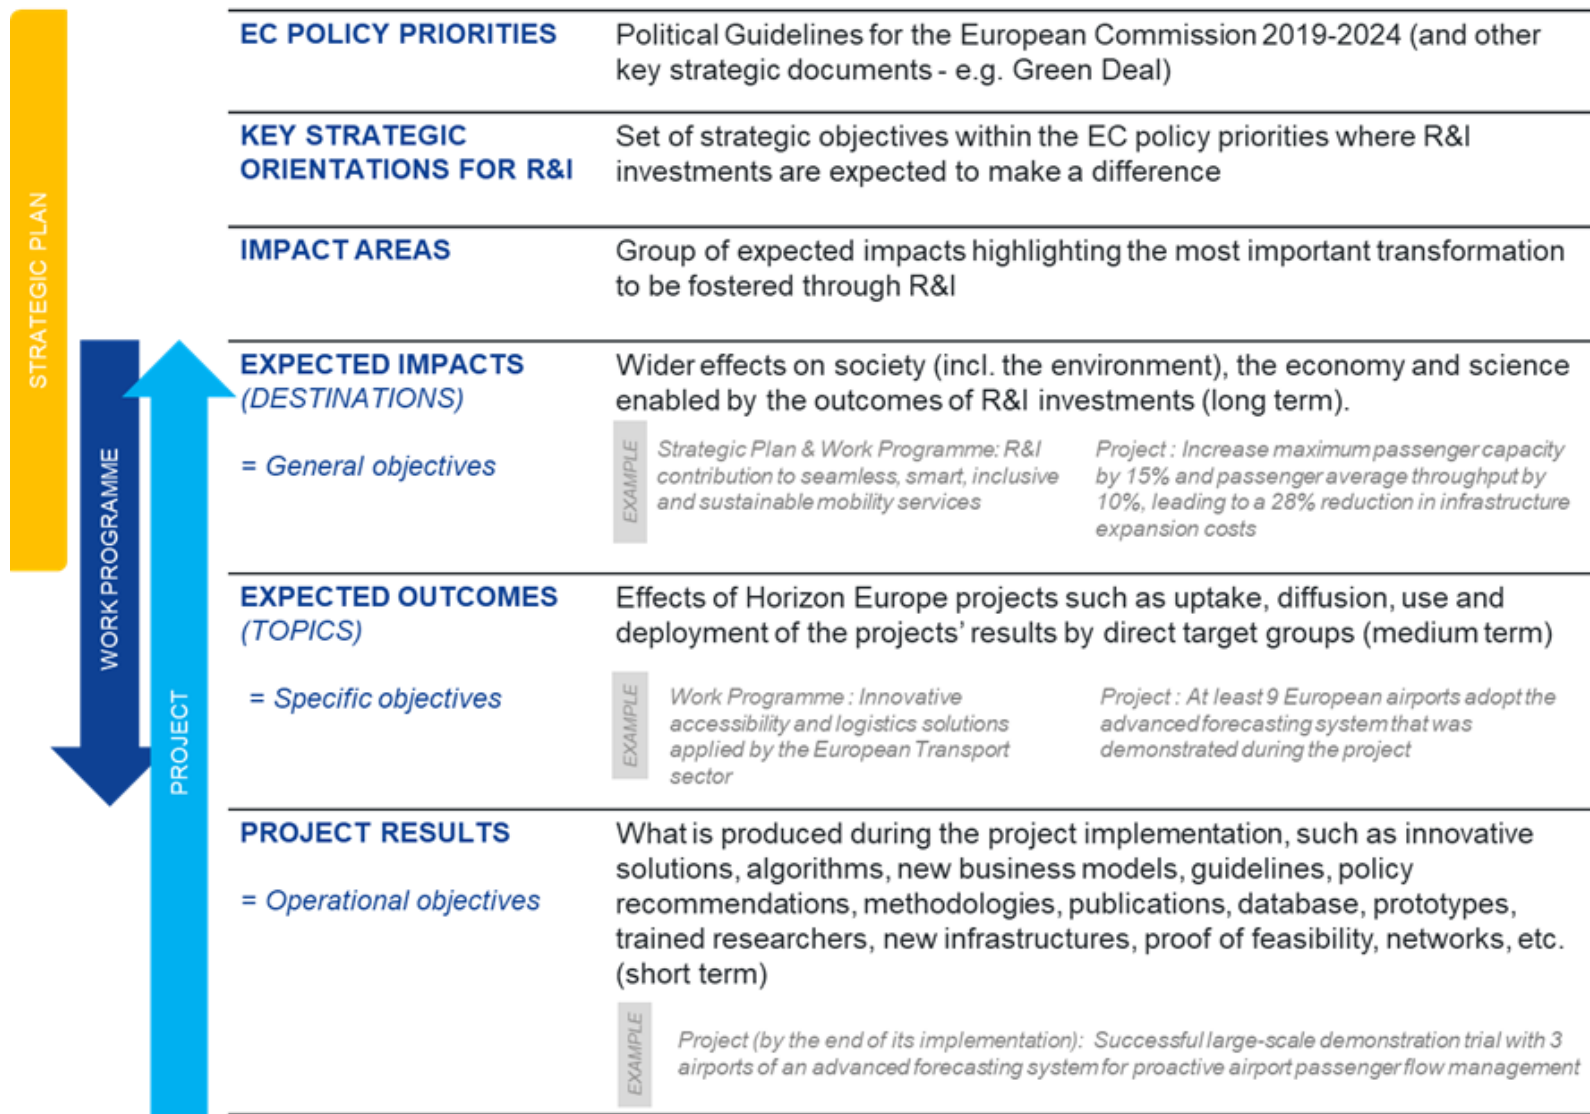 STRATEGIC PLAN
WORK PROGRAMME
PROJECT
EC POLICY PRIORITIES
Political Guidelines for the European Commission 2019-2024 (and other
key strategic documents - e.g. Green Deal)
KEY STRATEGIC
ORIENTATIONS FOR R&I
Set of strategic objectives within the EC policy priorities where R&I
investments are expected to make a difference
IMPACT AREAS
Group of expected impacts highlighting the most important transformation
to be fostered through R&I
EXPECTED IMPACTS
(DESTINATIONS)
= General objectives
Wider effects on society (incl. the environment), the economy and science
enabled by the outcomes of R&I investments (long term).
EXAMPLE
Strategic Plan & Work Programme: R&I
contribution to seamless, smart, inclusive
and sustainable mobility services
Project : Increase maximum passenger capacity
by 15% and passenger average throughput by
10%, leading to a 28% reduction in infrastructure
expansion costs
EXPECTED OUTCOMES
(TOPICS)
= Specific objectives
Effects of Horizon Europe projects such as uptake, diffusion, use and
deployment of the projects' results by direct target groups (medium term)
EXAMPLE
Work Programme : Innovative
accessibility and logistics solutions
applied by the European Transport
sector
Project : At least 9 European airports adopt the
advanced forecasting system that was
demonstrated during the project
PROJECT RESULTS
= Operational objectives
What is produced during the project implementation, such as innovative
solutions, algorithms, new business models, guidelines, policy
recommendations, methodologies, publications, database, prototypes,
trained researchers, new infrastructures, proof of feasibility, networks, etc.
(short term)
EXAMPLE
Project (by the end of its implementation): Successful large-scale demonstration trial with 3
airports of an advanced forecasting system for proactive airport passenger flow management